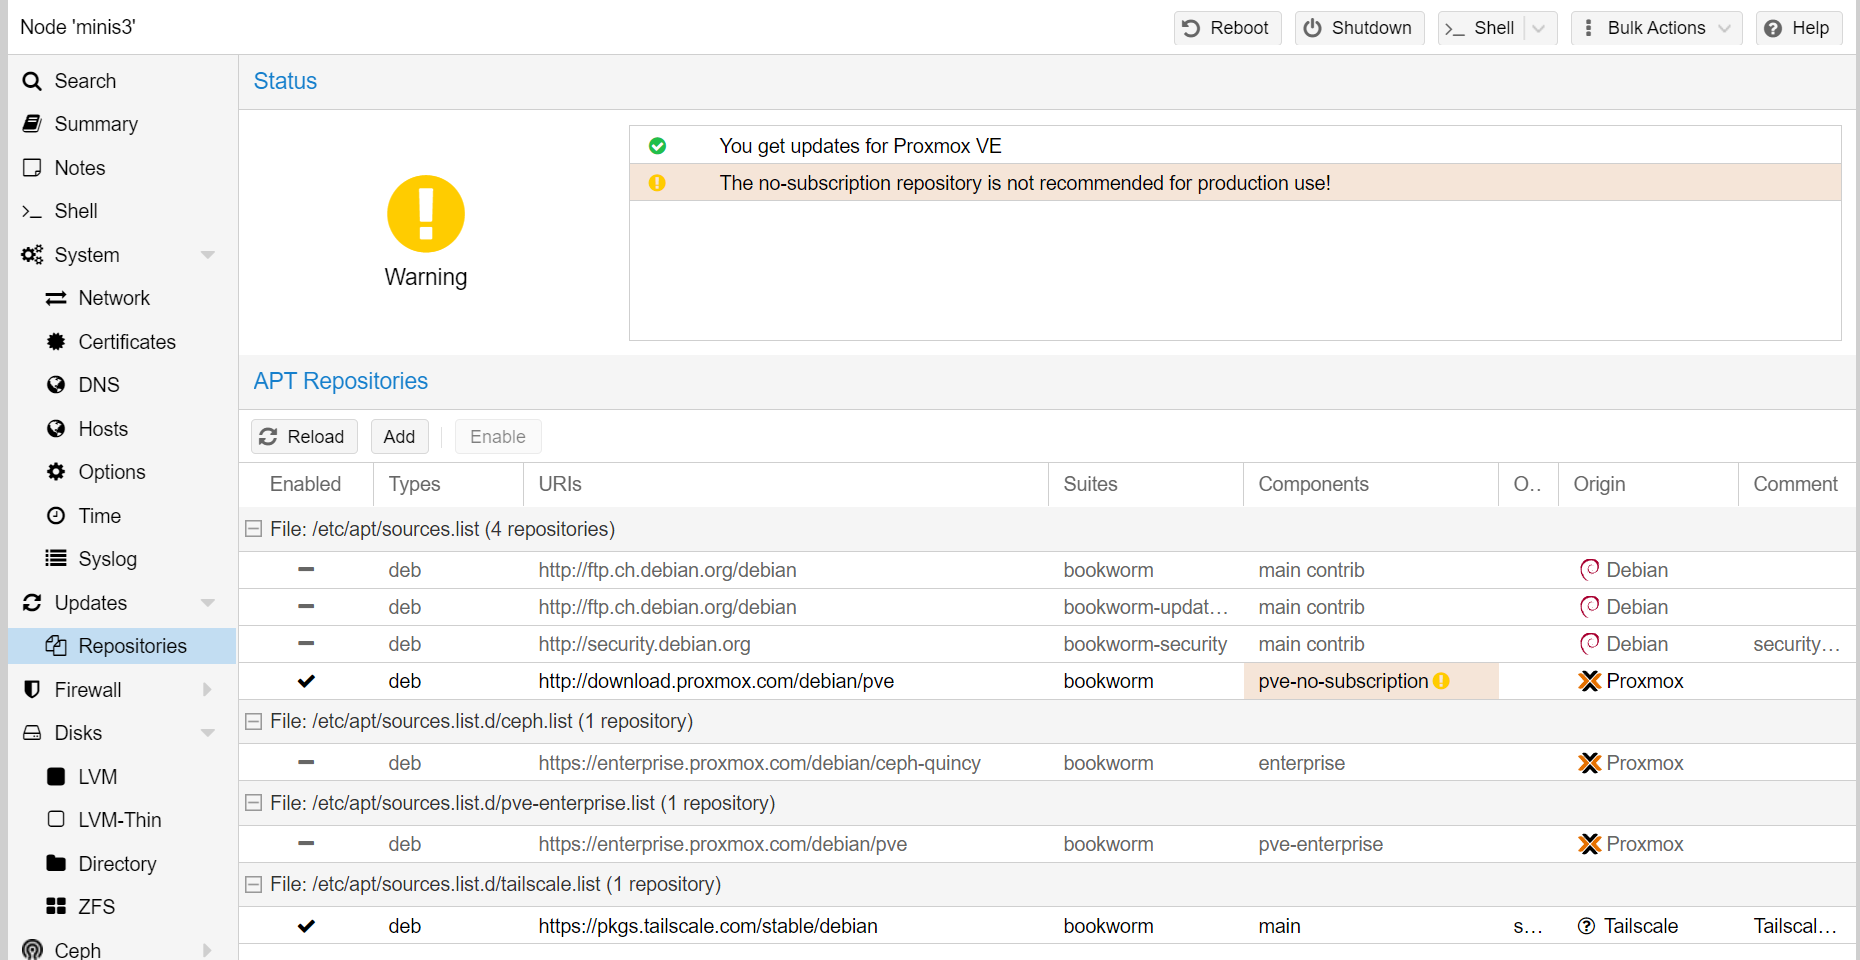 Node 'minis3'
Reboot
Shutdown
Shell
Bulk Actions
Help
Search
Summary
Notes
Shell
System
Network
Certificates
DNS
Hosts
Options
Time
Syslog
Updates
Repositories
Firewall
Disks
LVM
LVM-Thin
Directory
ZFS
Ceph
Status
Warning
You get updates for Proxmox VE
The no-subscription repository is not recommended for production use!
APT Repositories
Reload Add Enable
Enabled Types URIs Suites Components O.. Origin Comment
File: /etc/apt/sources.list (4 repositories)
deb http://ftp.ch.debian.org/debian bookworm main contrib Debian
deb http://ftp.ch.debian.org/debian bookworm-updat... main contrib Debian
deb http://security.debian.org bookworm-security main contrib Debian security...
deb http://download.proxmox.com/debian/pve bookworm pve-no-subscription Proxmox
File: /etc/apt/sources.list.d/ceph.list (1 repository)
deb https://enterprise.proxmox.com/debian/ceph-quincy bookworm enterprise Proxmox
File: /etc/apt/sources.list.d/pve-enterprise.list (1 repository)
deb https://enterprise.proxmox.com/debian/pve bookworm pve-enterprise Proxmox
File: /etc/apt/sources.list.d/tailscale.list (1 repository)
deb https://pkgs.tailscale.com/stable/debian bookworm main s... Tailscale Tailscal...